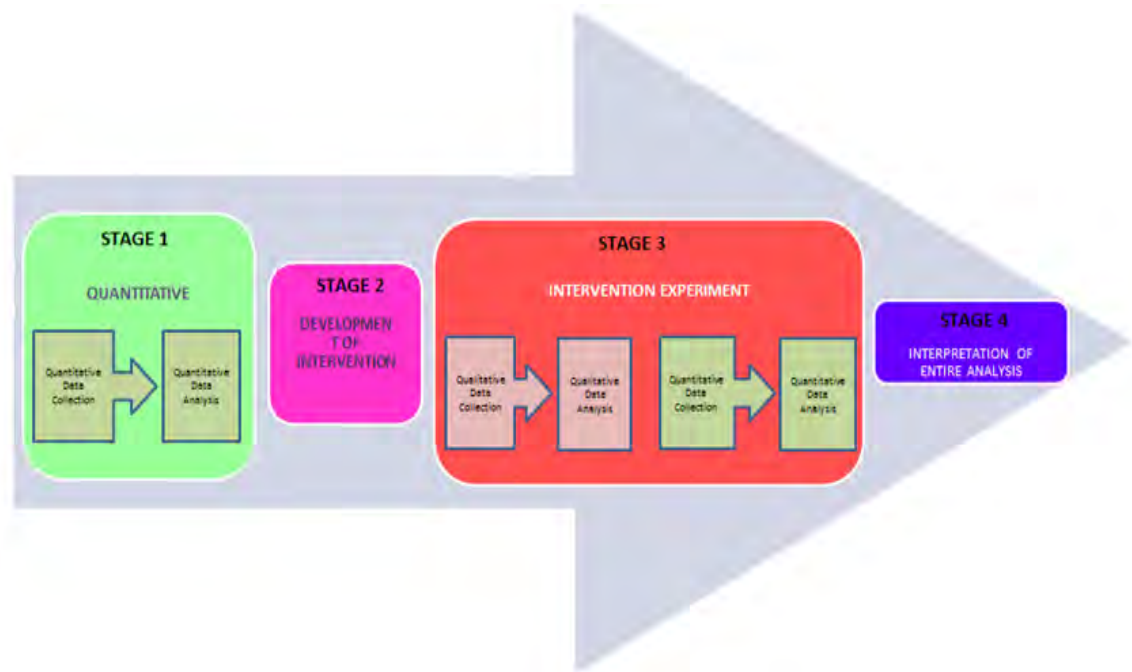 STAGE 1
QUANTITATIVE
Quantitative
Data
Collection
Quantitative
Data
Analysis
STAGE 2
DEVELOPMEN
T OF
INTERVENTION
STAGE 3
INTERVENTION EXPERIMENT
Qualitative
Data
Collection
Qualitative
Data
Analysis
Quantitative
Data
Collection
Quantitative
Data
Analysis
STAGE 4
INTERPRETATION OF
ENTIRE ANALYSIS